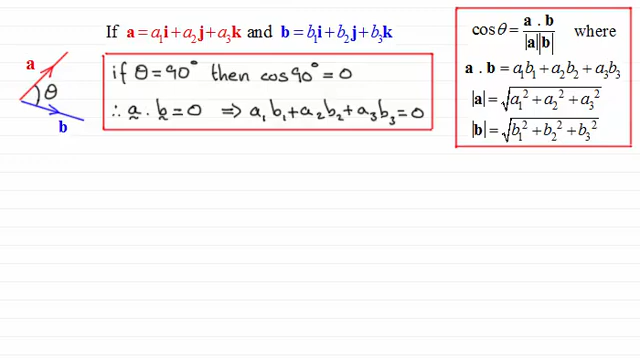 If a = a₁i + a₂j + a₃k and b = b₁i + b₂j + b₃k
a
θ
b
if θ = 90° then cos 90° = 0
∴ a . b = 0 ⇒ a₁b₁ + a₂b₂ + a₃b₃ = 0
cosθ = a . b / |a||b| where
a . b = a₁b₁ + a₂b₂ + a₃b₃
|a| = √(a₁² + a₂² + a₃²)
|b| = √(b₁² + b₂² + b₃²)